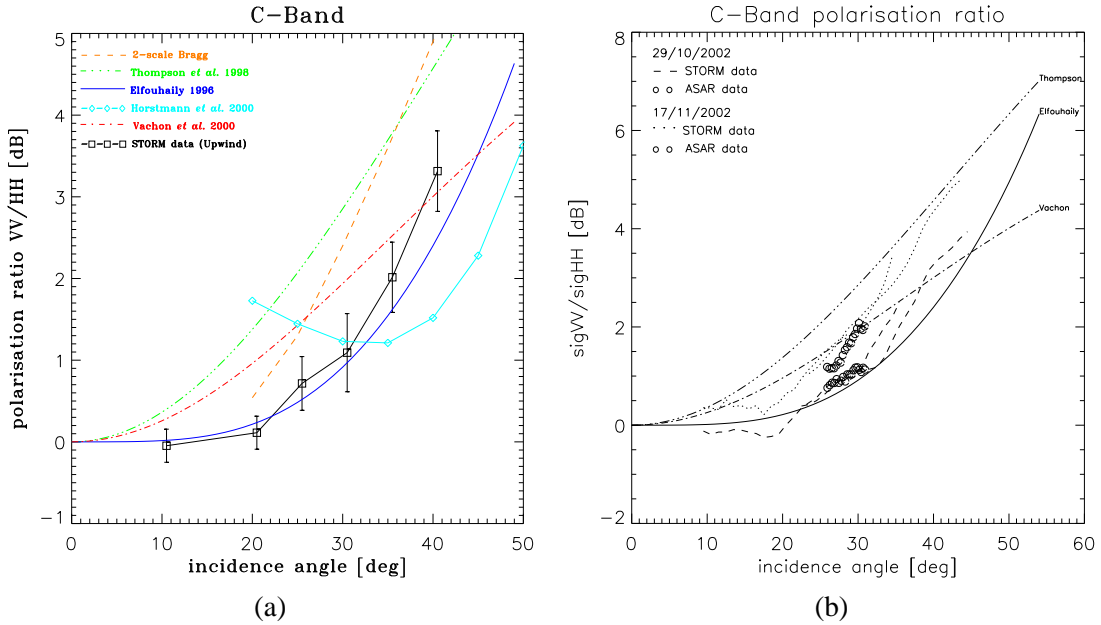 C-Band
5
4
3
2
1
0
-1
polarisation ratio VV/HH [dB]
2-scale Bragg
Thompson et al. 1998
Elfouhaily 1996
Horstmann et al. 2000
Vachon et al. 2000
STORM data (Upwind)
0 10 20 30 40 50
incidence angle [deg]
(a)
C-Band polarisation ratio
8
6
4
2
0
-2
sigVV/sigHH [dB]
29/10/2002
STORM data
ASAR data
17/11/2002
STORM data
ASAR data
Thompson
Elfouhaily
Vachon
0 10 20 30 40 50 60
incidence angle [deg]
(b)